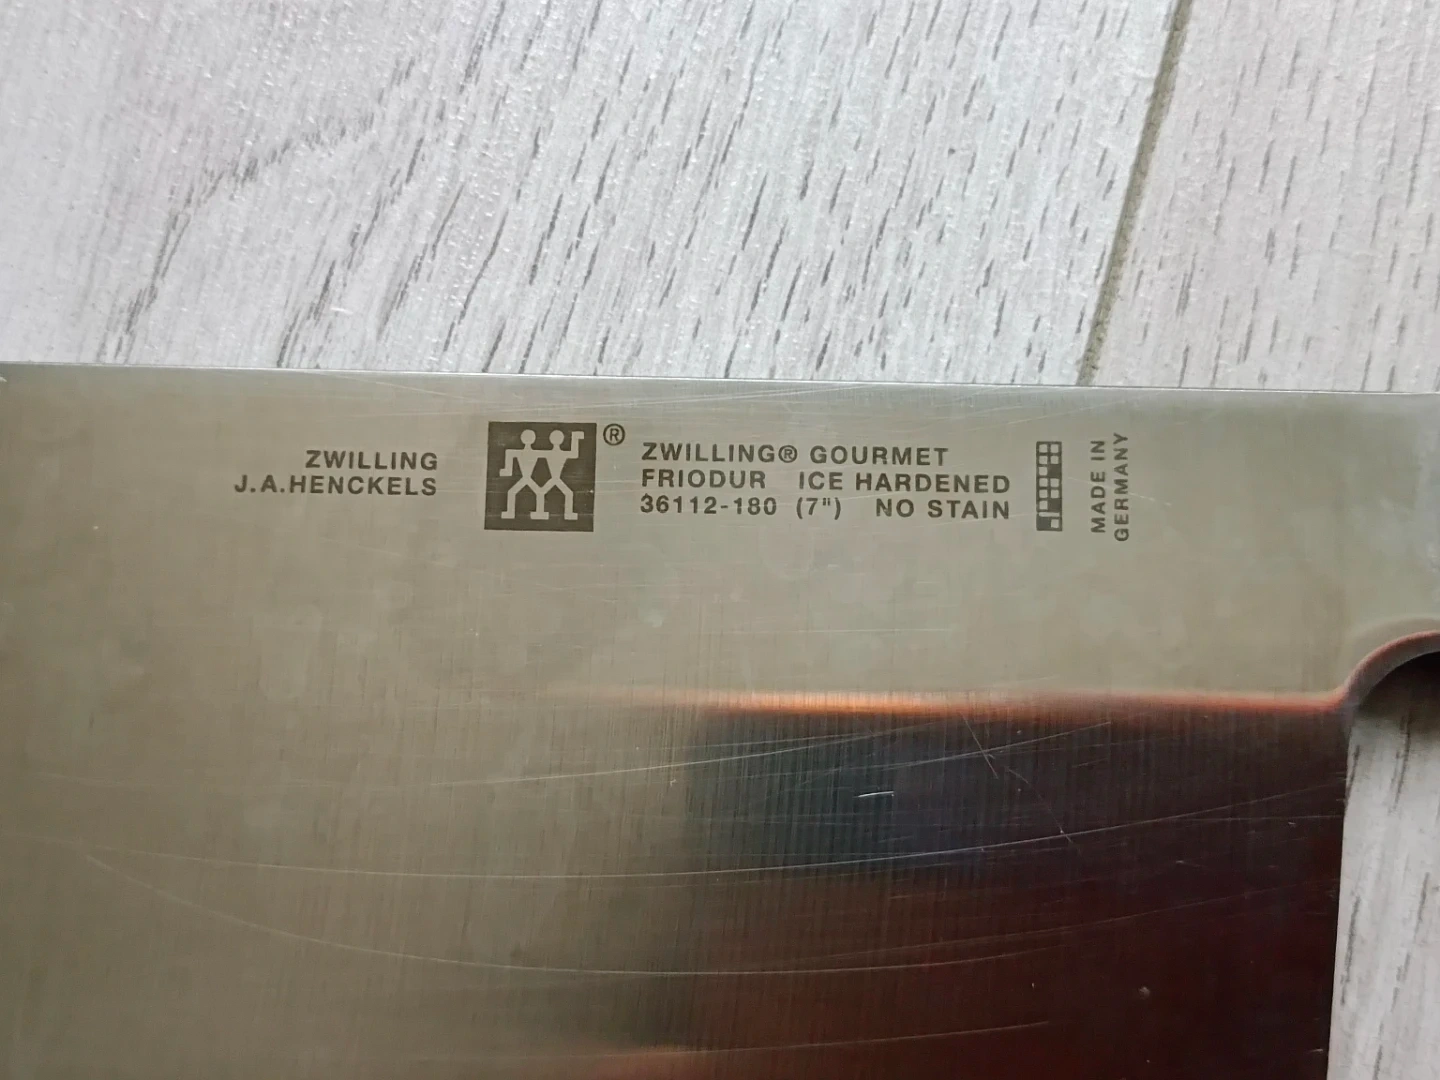 ZWILLING
J.A.HENCKELS
®
ZWILLING® GOURMET
FRIODUR ICE HARDENED
36112-180 (7") NO STAIN
MADE IN
GERMANY